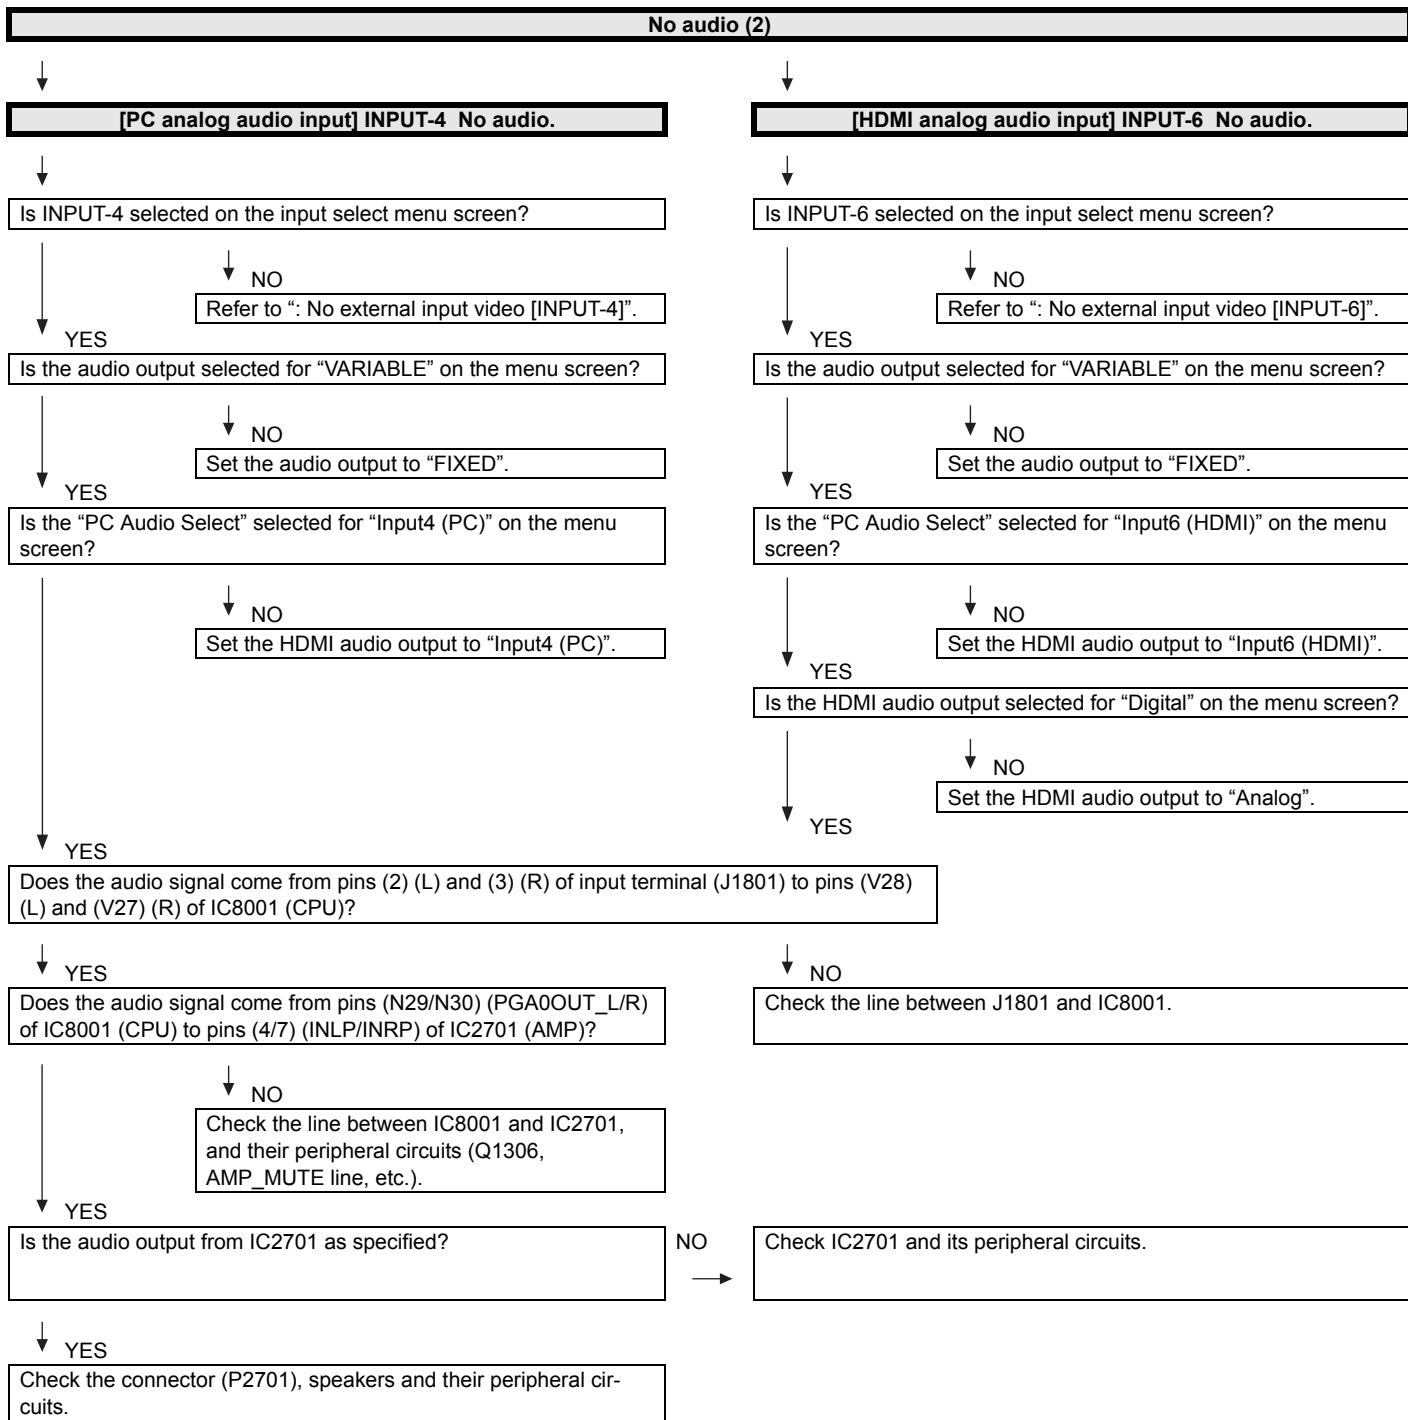 No audio (2)
[PC analog audio input] INPUT-4  No audio.
[HDMI analog audio input] INPUT-6  No audio.
Is INPUT-4 selected on the input select menu screen?
Is INPUT-6 selected on the input select menu screen?
NO
NO
Refer to “: No external input video [INPUT-4]”.
Refer to “: No external input video [INPUT-6]”.
YES
YES
Is the audio output selected for “VARIABLE” on the menu screen?
Is the audio output selected for “VARIABLE” on the menu screen?
NO
NO
Set the audio output to “FIXED”.
Set the audio output to “FIXED”.
YES
YES
Is the “PC Audio Select” selected for “Input4 (PC)” on the menu
screen?
Is the “PC Audio Select” selected for “Input6 (HDMI)” on the menu
screen?
NO
NO
Set the HDMI audio output to “Input4 (PC)”.
Set the HDMI audio output to “Input6 (HDMI)”.
YES
Is the HDMI audio output selected for “Digital” on the menu screen?
NO
Set the HDMI audio output to “Analog”.
YES
YES
Does the audio signal come from pins (2) (L) and (3) (R) of input terminal (J1801) to pins (V28)
(L) and (V27) (R) of IC8001 (CPU)?
YES
NO
Does the audio signal come from pins (N29/N30) (PGA0OUT_L/R)
of IC8001 (CPU) to pins (4/7) (INLP/INRP) of IC2701 (AMP)?
Check the line between J1801 and IC8001.
NO
Check the line between IC8001 and IC2701,
and their peripheral circuits (Q1306,
AMP_MUTE line, etc.).
YES
Is the audio output from IC2701 as specified?
NO
Check IC2701 and its peripheral circuits.
YES
Check the connector (P2701), speakers and their peripheral cir-
cuits.